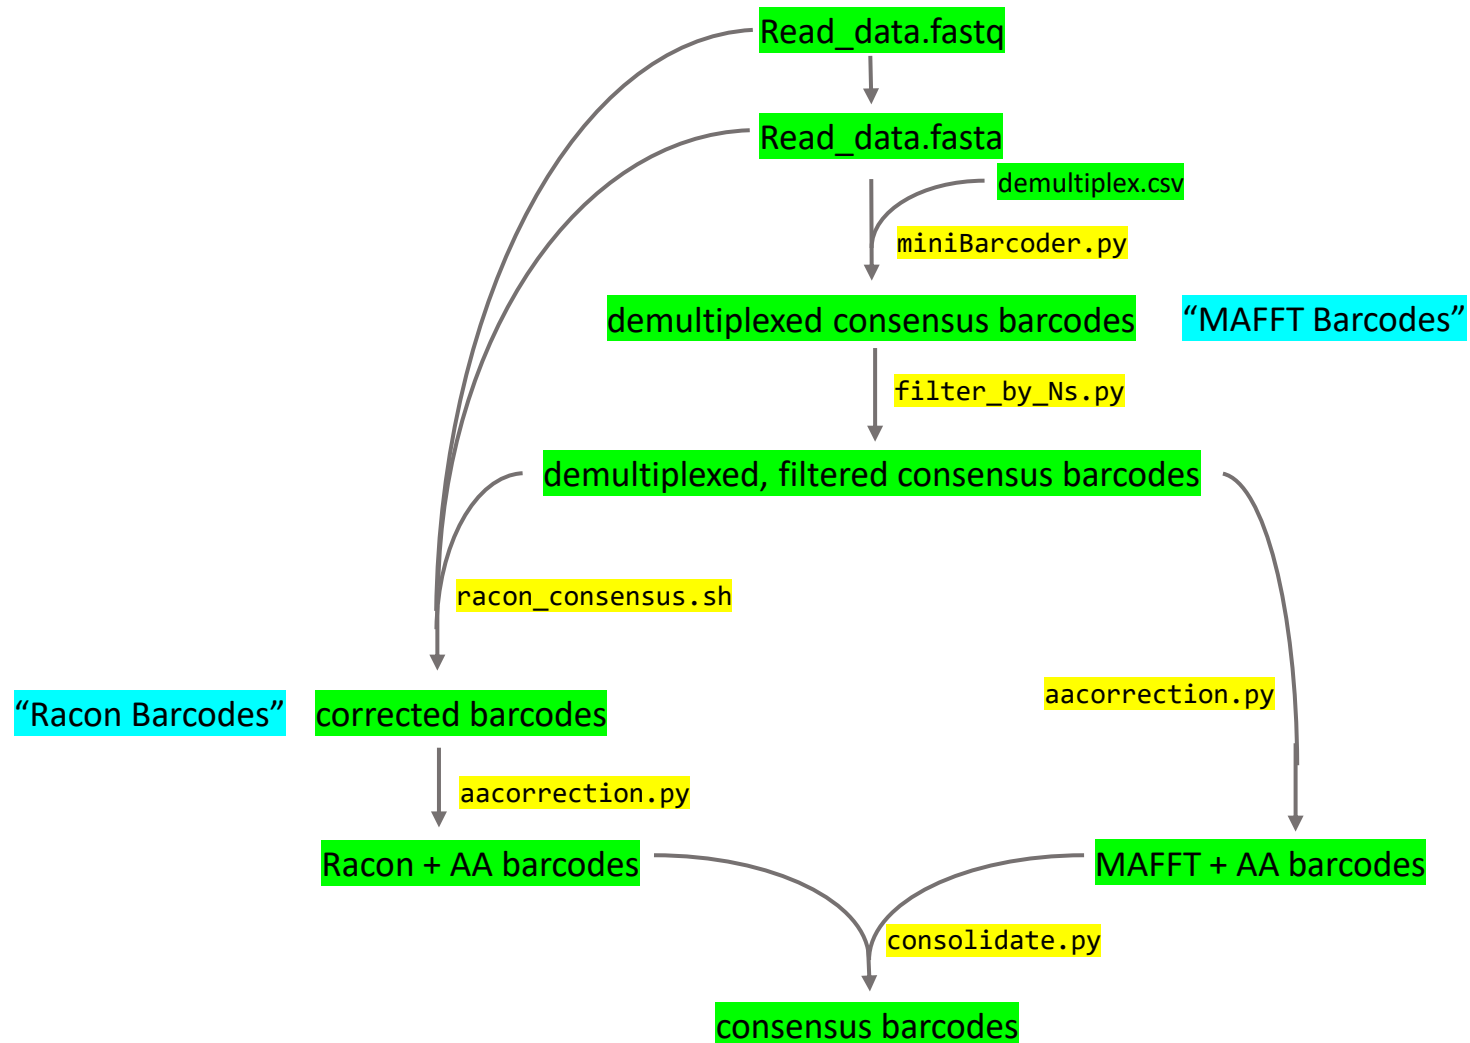 Read_data.fastq
Read_data.fasta
demultiplex.csv
miniBarcoder.py
demultiplexed consensus barcodes
“MAFFT Barcodes”
filter_by_Ns.py
demultiplexed, filtered consensus barcodes
racon_consensus.sh
aacorrection.py
“Racon Barcodes”
corrected barcodes
aacorrection.py
Racon + AA barcodes
MAFFT + AA barcodes
consolidate.py
consensus barcodes